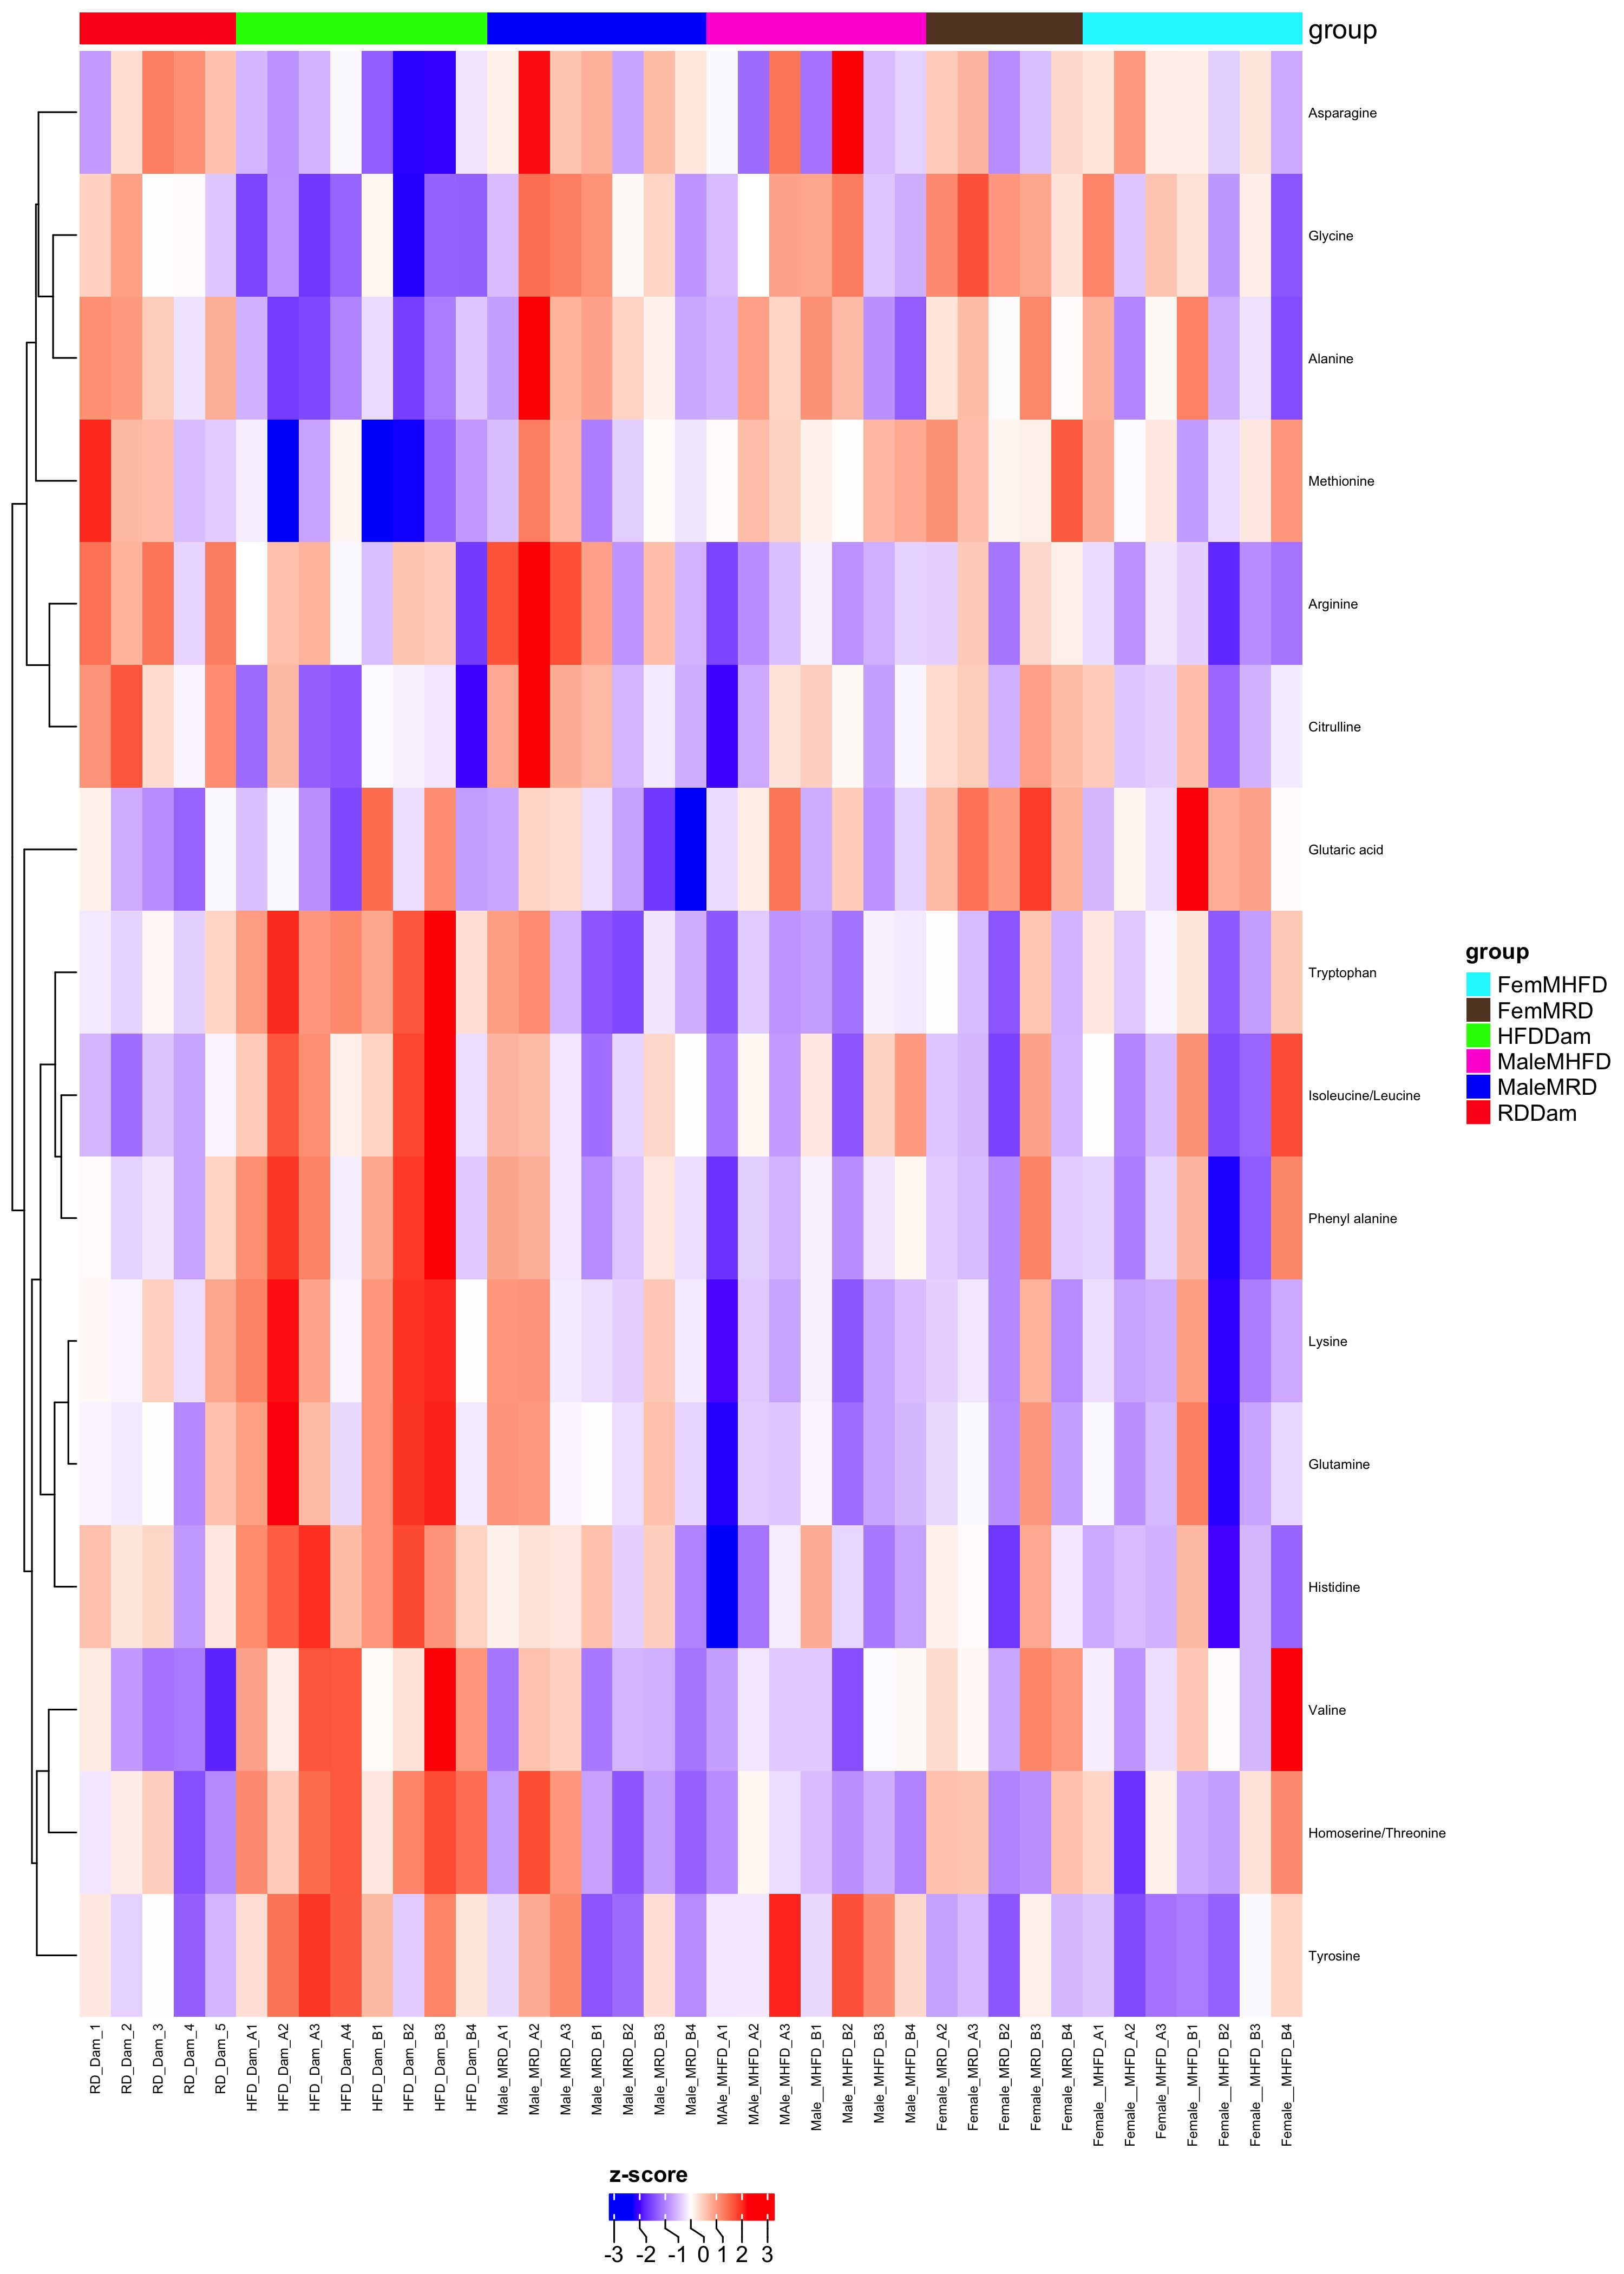 group
Asparagine
Glycine
Alanine
Methionine
Arginine
Citrulline
Glutaric acid
Tryptophan
Isoleucine/Leucine
Phenyl alanine
Lysine
Glutamine
Histidine
Valine
Homoserine/Threonine
Tyrosine
group
FemMHFD
FemMRD
HFDDam
MaleMHFD
MaleMRD
RDDam
RD_Dam_1
RD_Dam_2
RD_Dam_3
RD_Dam_4
RD_Dam_5
HFD_Dam_A1
HFD_Dam_A2
HFD_Dam_A3
HFD_Dam_A4
HFD_Dam_B1
HFD_Dam_B2
HFD_Dam_B3
HFD_Dam_B4
Male_MRD_A1
Male_MRD_A2
Male_MRD_A3
Male_MRD_B1
Male_MRD_B2
Male_MRD_B3
Male_MRD_B4
MAle_MHFD_A1
MAle_MHFD_A2
MAle_MHFD_A3
Male__MHFD_B1
Male_MHFD_B2
Male_MHFD_B3
Male_MHFD_B4
Female_MRD_A2
Female_MRD_A3
Female_MRD_B2
Female_MRD_B3
Female_MRD_B4
Female__MHFD_A1
Female__MHFD_A2
Female_MHFD_A3
Female__MHFD_B1
Female__MHFD_B2
Female__MHFD_B3
Female__MHFD_B4
z-score
-3 -2 -1 0 1 2 3